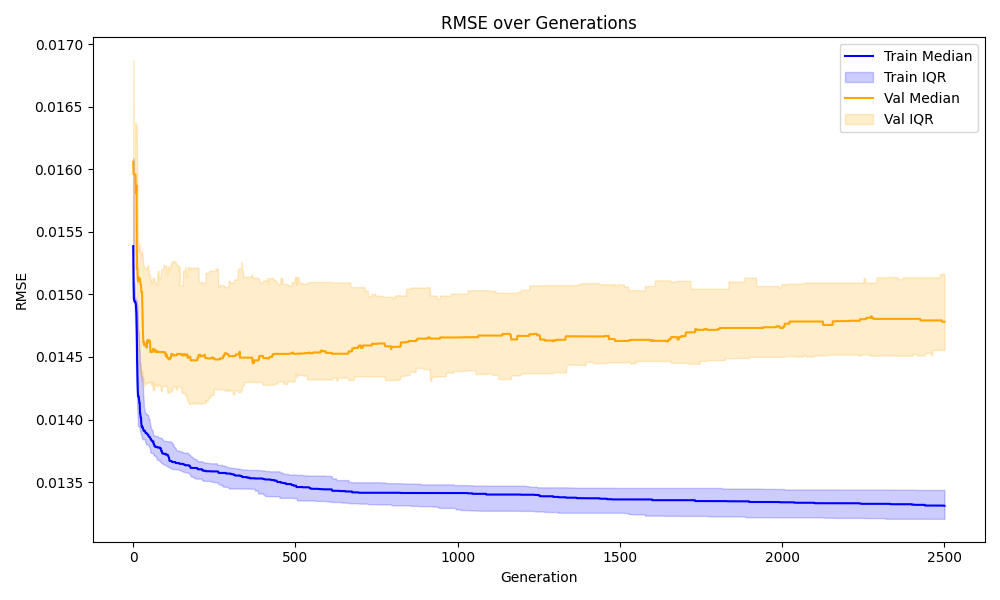 RMSE over Generations
0.0170
0.0165
0.0160
0.0155
0.0150
0.0145
0.0140
0.0135
RMSE
Train Median
Train IQR
Val Median
Val IQR
0
500
1000
1500
2000
2500
Generation